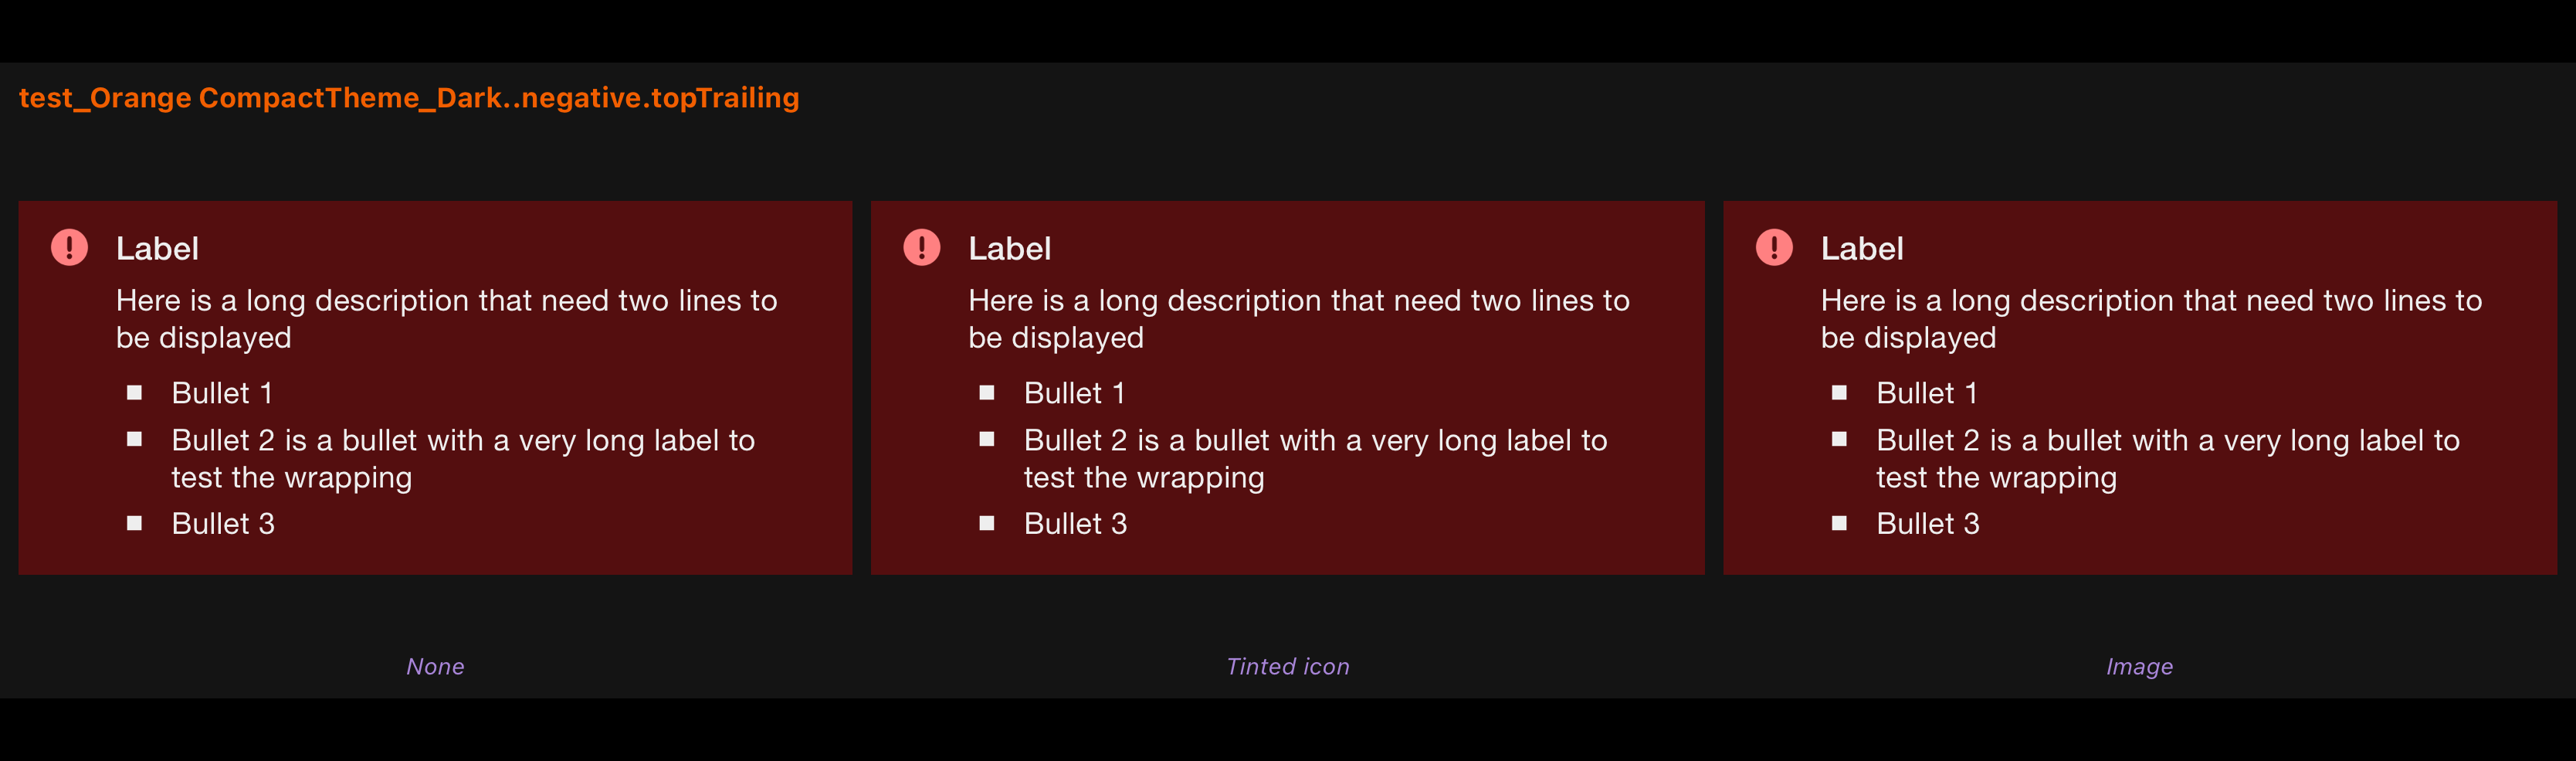 test_Orange CompactTheme_Dark..negative.topTrailing
Label
Here is a long description that need two lines to
be displayed
Bullet 1
Bullet 2 is a bullet with a very long label to
test the wrapping
Bullet 3
None
Label
Here is a long description that need two lines to
be displayed
Bullet 1
Bullet 2 is a bullet with a very long label to
test the wrapping
Bullet 3
Tinted icon
Label
Here is a long description that need two lines to
be displayed
Bullet 1
Bullet 2 is a bullet with a very long label to
test the wrapping
Bullet 3
Image